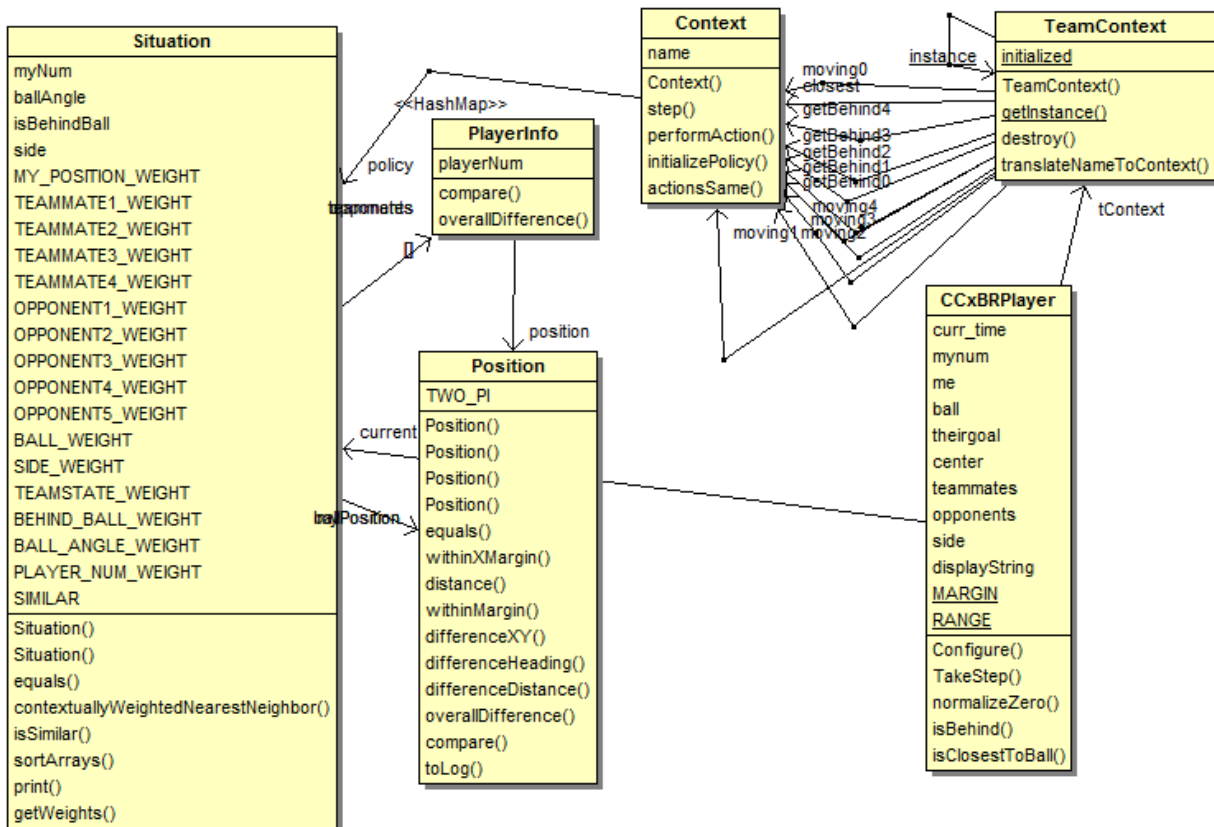 Situation
myNum
ballAngle
isBehindBall
side
MY_POSITION_WEIGHT
TEAMMATE1_WEIGHT
TEAMMATE2_WEIGHT
TEAMMATE3_WEIGHT
TEAMMATE4_WEIGHT
OPPONENT1_WEIGHT
OPPONENT2_WEIGHT
OPPONENT3_WEIGHT
OPPONENT4_WEIGHT
OPPONENT5_WEIGHT
BALL_WEIGHT
SIDE_WEIGHT
TEAMSTATE_WEIGHT
BEHIND_BALL_WEIGHT
BALL_ANGLE_WEIGHT
PLAYER_NUM_WEIGHT
SIMILAR
Situation()
Situation()
equals()
contextuallyWeightedNearestNeighbor()
isSimilar()
sortArrays()
print()
getWeights()
<<HashMap>>
policy
[]
current
PlayerInfo
playerNum
compare()
overallDifference()
position
Position
TWO_PI
Position()
Position()
Position()
Position()
equals()
withinXMargin()
distance()
withinMargin()
differenceXY()
differenceHeading()
differenceDistance()
overallDifference()
compare()
toLog()
Context
name
Context()
step()
performAction()
initializePolicy()
actionsSame()
moving0
closest
getBehind4
getBehind3
getBehind2
getBehind1
getBehind0
moving4
moving3
moving1
moving2
instance
TeamContext
initialized
TeamContext()
getInstance()
destroy()
translateNameToContext()
tContext
CCxBRPlayer
curr_time
mynum
me
ball
theirgoal
center
teammates
opponents
side
displayString
MARGIN
RANGE
Configure()
TakeStep()
normalizeZero()
isBehind()
isClosestToBall()